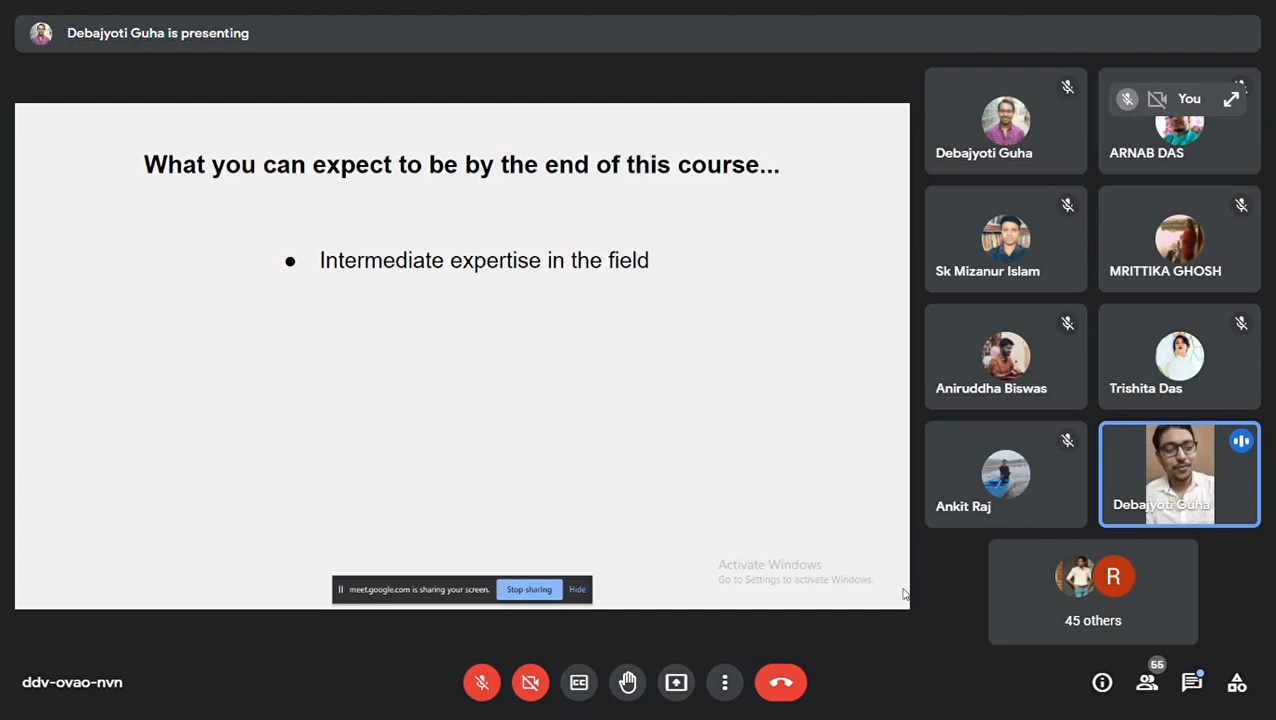 Debajyoti Guha is presenting
What you can expect to be by the end of this course...
● Intermediate expertise in the field
Activate Windows
Go to Settings to activate Windows.
meet.google.com is sharing your screen.
Stop sharing
Hide
Debajyoti Guha
You
ARNAB DAS
Sk Mizanur Islam
MRITTIKA GHOSH
Aniruddha Biswas
Trishita Das
Ankit Raj
Debajyoti Guha
R
45 others
ddv-ovao-nvn
CC
55